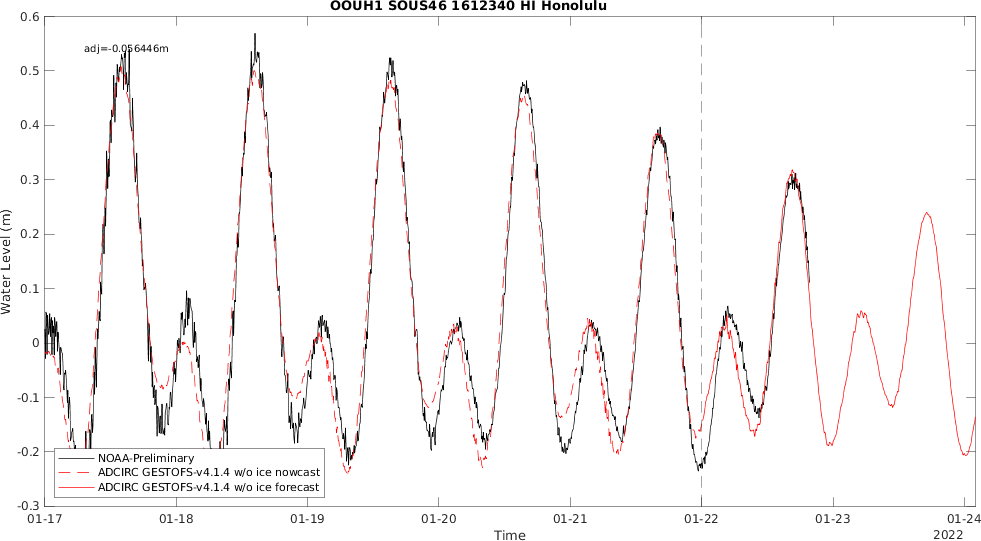 OOUH1 SOUS46 1612340 HI Honolulu
adj=-0.056446m
0.6
0.5
0.4
0.3
0.2
0.1
0
-0.1
-0.2
-0.3
Water Level (m)
NOAA-Preliminary
ADCIRC GESTOFS-v4.1.4 w/o ice nowcast
ADCIRC GESTOFS-v4.1.4 w/o ice forecast
01-17 01-18 01-19 01-20 01-21 01-22 01-23 01-24
Time
2022